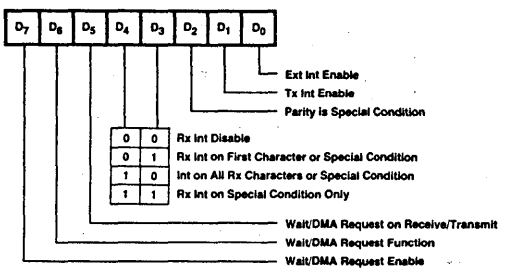 D7 D6 D5 D4 D3 D2 D1 D0
Ext Int Enable
Tx Int Enable
Parity is Special Condition
0 0 Rx Int Disable
0 1 Rx Int on First Character or Special Condition
1 0 Int on All Rx Characters or Special Condition
1 1 Rx Int on Special Condition Only
Wait/DMA Request on Receive/Transmit
Wait/DMA Request Function
Wait/DMA Request Enable